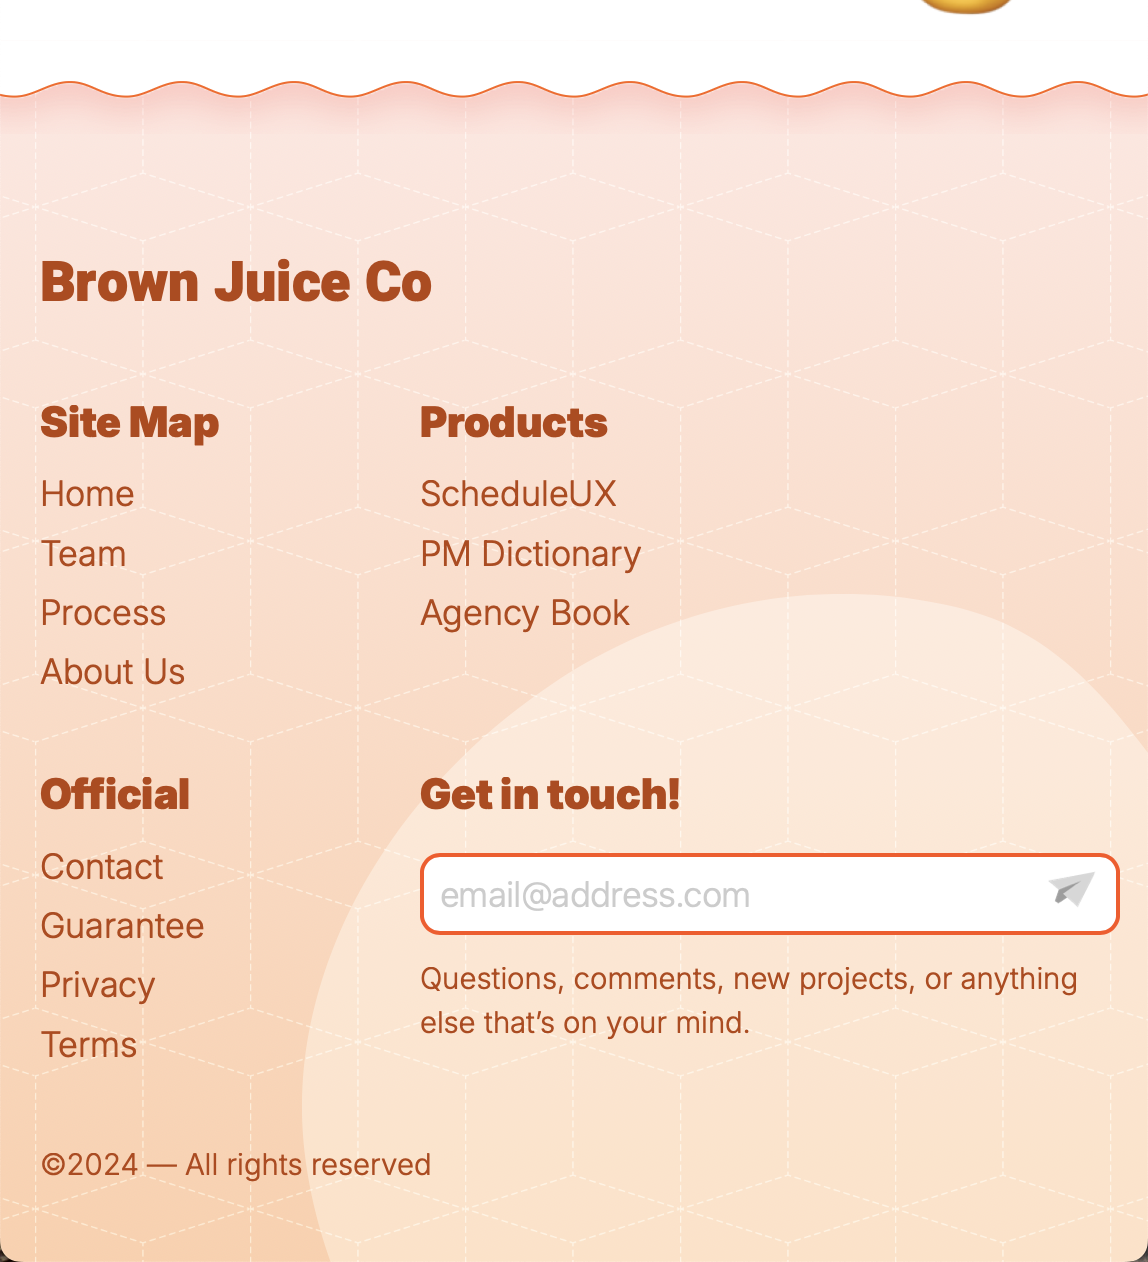 Brown Juice Co
Site Map
Home
Team
Process
About Us
Products
ScheduleUX
PM Dictionary
Agency Book
Official
Contact
Guarantee
Privacy
Terms
Get in touch!
email@address.com
Questions, comments, new projects, or anything
else that’s on your mind.
©2024 — All rights reserved